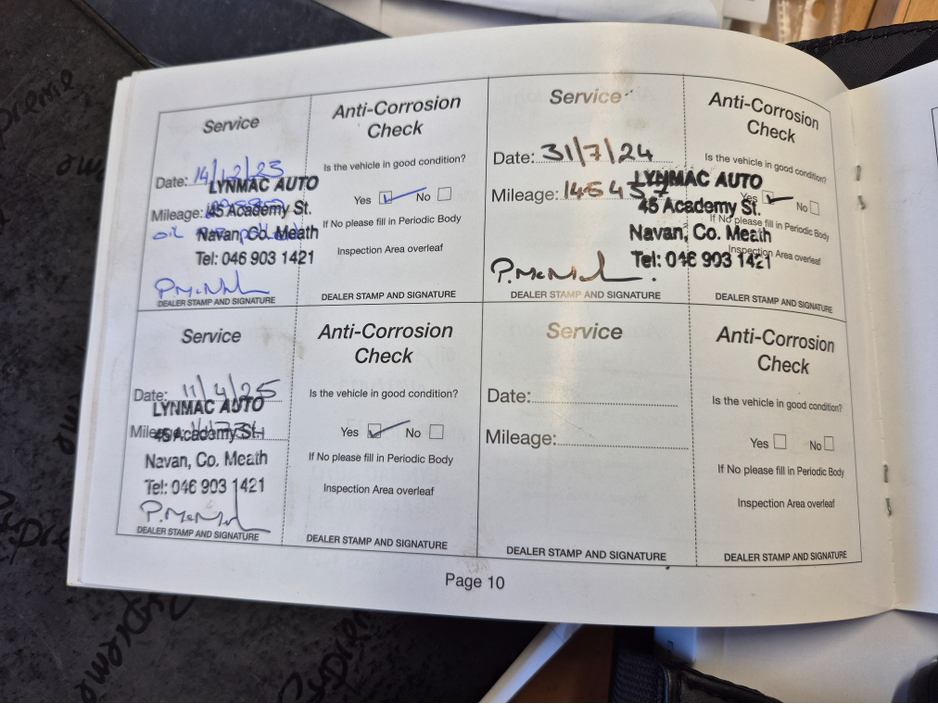 Service
Date: 14/12/23
LYNMAC AUTO
Mileage:
45 Academy St.
oil
Navan, Co. Meath
Tel: 046 903 1421
DEALER STAMP AND SIGNATURE
Anti-Corrosion
Check
Is the vehicle in good condition?
Yes No
If No please fill in Periodic Body
Inspection Area overleaf
DEALER STAMP AND SIGNATURE
Service
Date: 31/7/24
Mileage: 14545
LYNMAC AUTO
45 Academy St.
Navan, Co. Meath
Tel: 046 903 1421
DEALER STAMP AND SIGNATURE
Anti-Corrosion
Check
Is the vehicle in good condition?
Yes No
If No please fill in Periodic Body
Inspection Area overleaf
DEALER STAMP AND SIGNATURE
Service
Date: 11/4/25
LYNMAC AUTO
Mileage:
45 Academy St.
Navan, Co. Meath
Tel: 046 903 1421
DEALER STAMP AND SIGNATURE
Anti-Corrosion
Check
Is the vehicle in good condition?
Yes No
If No please fill in Periodic Body
Inspection Area overleaf
DEALER STAMP AND SIGNATURE
Service
Date:
Mileage:
DEALER STAMP AND SIGNATURE
Anti-Corrosion
Check
Is the vehicle in good condition?
Yes No
If No please fill in Periodic Body
Inspection Area overleaf
DEALER STAMP AND SIGNATURE
Page 10